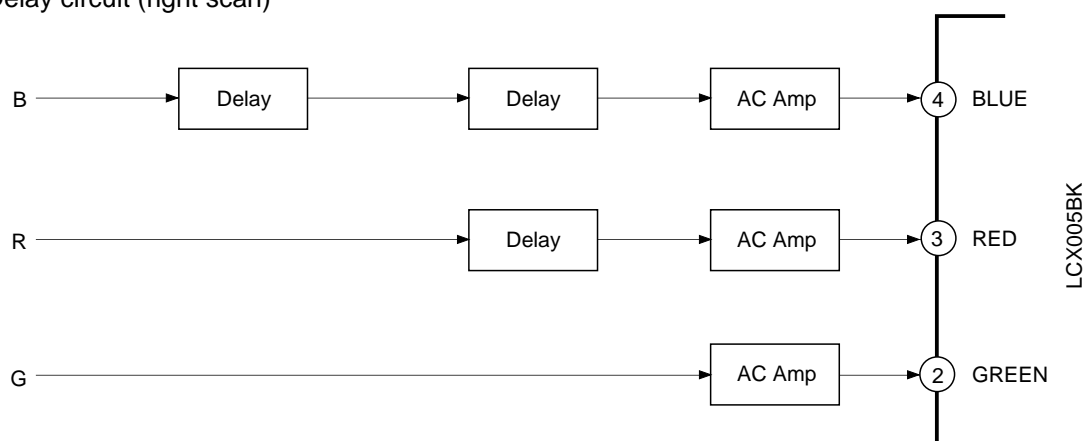 elay circuit (right scan)
B Delay Delay AC Amp 4 BLUE
R Delay AC Amp 3 RED
G AC Amp 2 GREEN
LCX005BK